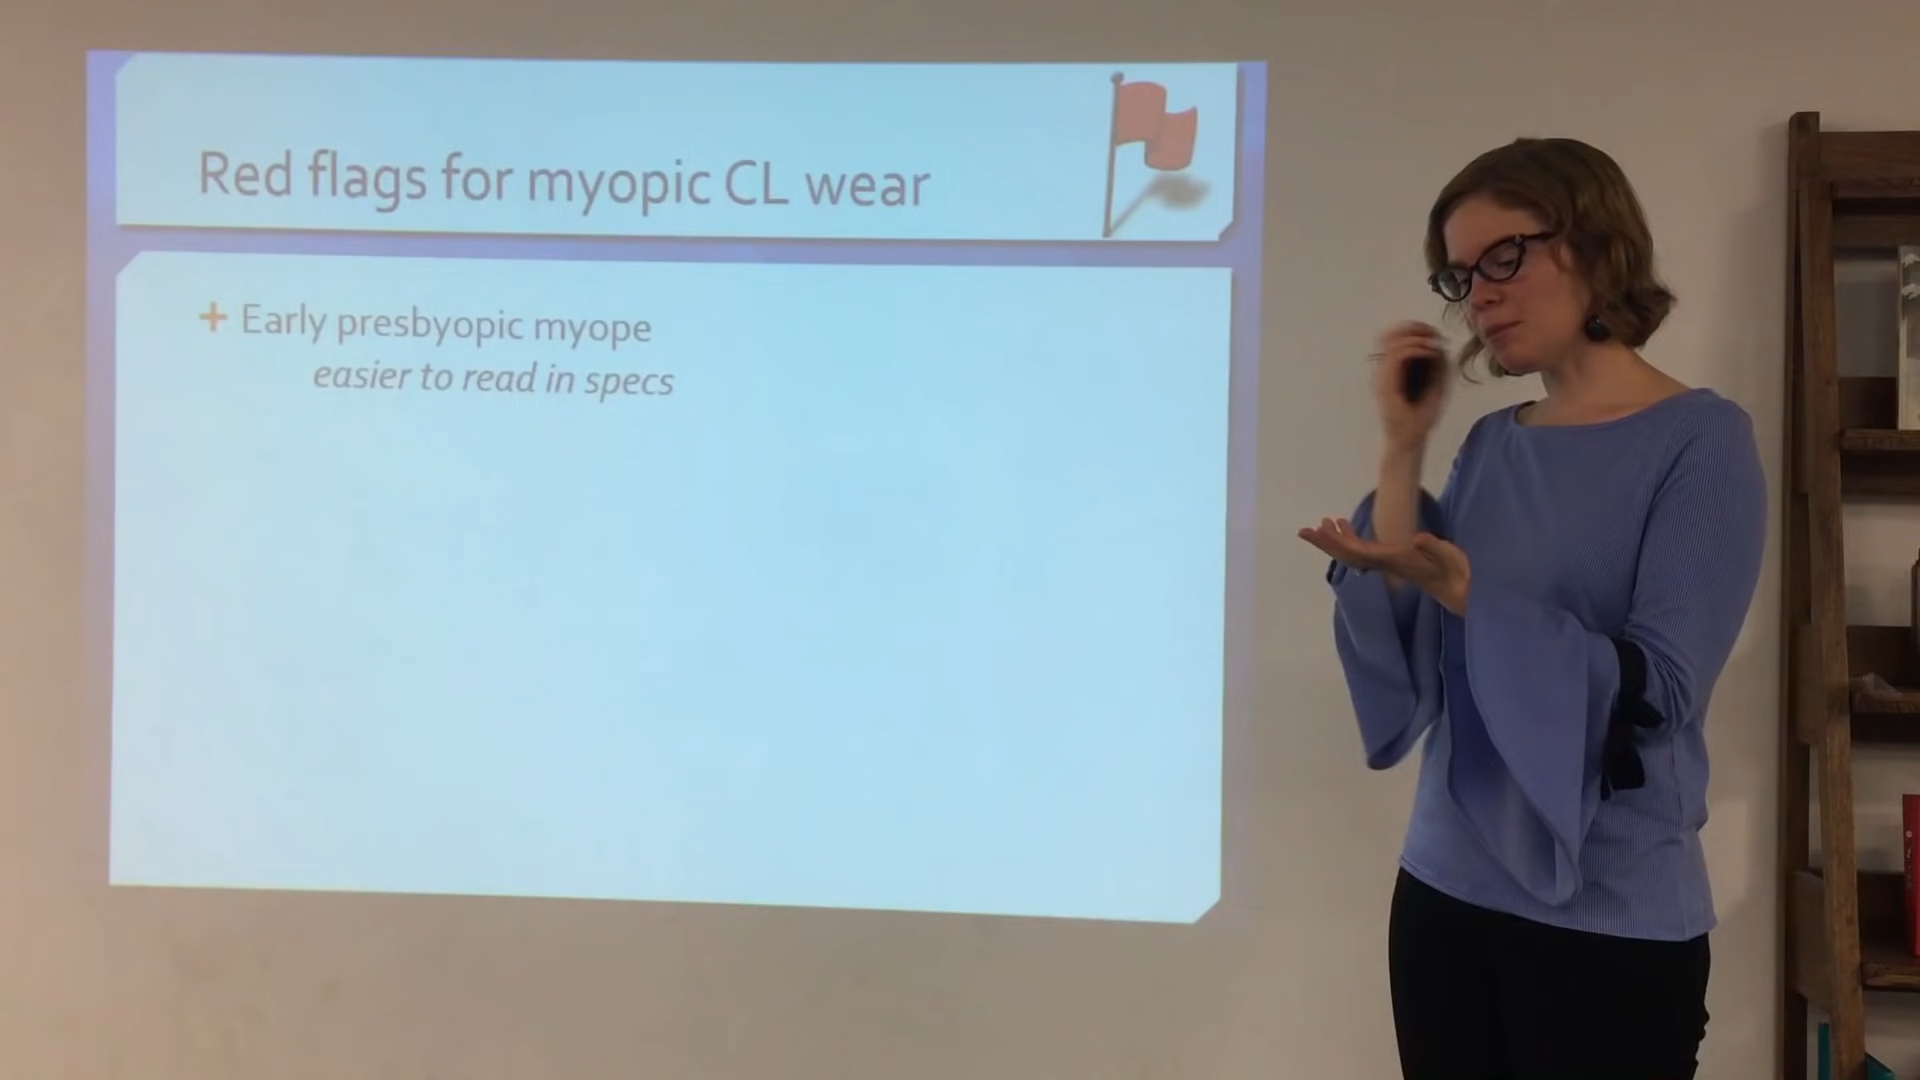 Red flags for myopic CL wear
+ Early presbyopic myope
easier to read in specs